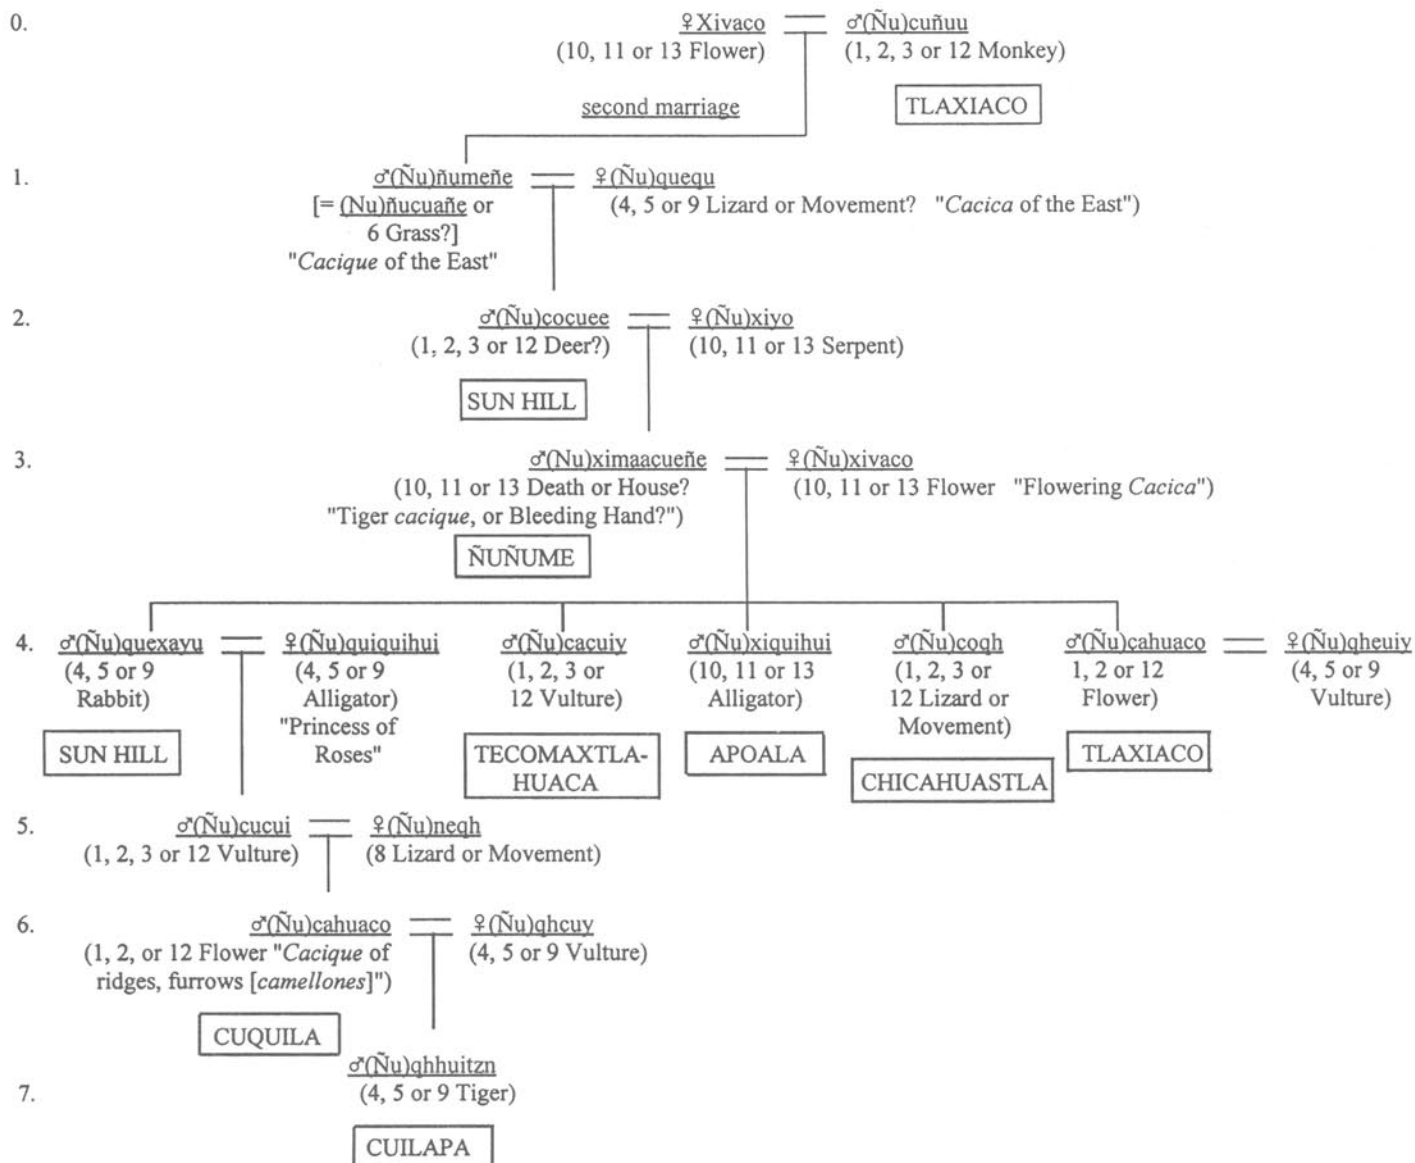 0.
♀Xivaco ♂(Ñu)cuñuu
(10, 11 or 13 Flower) (1, 2, 3 or 12 Monkey)
second marriage
TLAXIACO
1.
♂(Ñu)ñumeñe ♀(Ñu)quequ
[= (Nu)ñucuañe or (4, 5 or 9 Lizard or Movement? "Cacica of the East")
6 Grass?]
"Cacique of the East"
2.
♂(Ñu)cocuee ♀(Ñu)xiyo
(1, 2, 3 or 12 Deer?) (10, 11 or 13 Serpent)
SUN HILL
3.
♂(Nu)ximaacueñe ♀(Ñu)xivaco
(10, 11 or 13 Death or House? (10, 11 or 13 Flower "Flowering Cacica")
"Tiger cacique, or Bleeding Hand?")
ÑUÑUME
4.
♂(Ñu)quexayu
(4, 5 or 9
Rabbit)
SUN HILL
♀(Ñu)quiquihui
(4, 5 or 9
Alligator)
"Princess of
Roses"
♂(Ñu)cacuiy
(1, 2, 3 or
12 Vulture)
TECOMAXTLA-
HUACA
♂(Ñu)xiquihui
(10, 11 or 13
Alligator)
APOALA
♂(Ñu)coqh
(1, 2, 3 or
12 Lizard or
Movement)
CHICAHUASTLA
♂(Ñu)cahuaco
1, 2 or 12
Flower)
TLAXIACO
♀(Ñu)qheuiy
(4, 5 or 9
Vulture)
5.
♂(Ñu)cucui ♀(Ñu)neqh
(1, 2, 3 or 12 Vulture) (8 Lizard or Movement)
6.
♂(Ñu)cahuaco ♀(Ñu)qhcuy
(1, 2, or 12 Flower "Cacique of (4, 5 or 9 Vulture)
ridges, furrows [camellones]")
CUQUILA
♂(Ñu)qhhuitzn
7.
(4, 5 or 9 Tiger)
CUILAPA